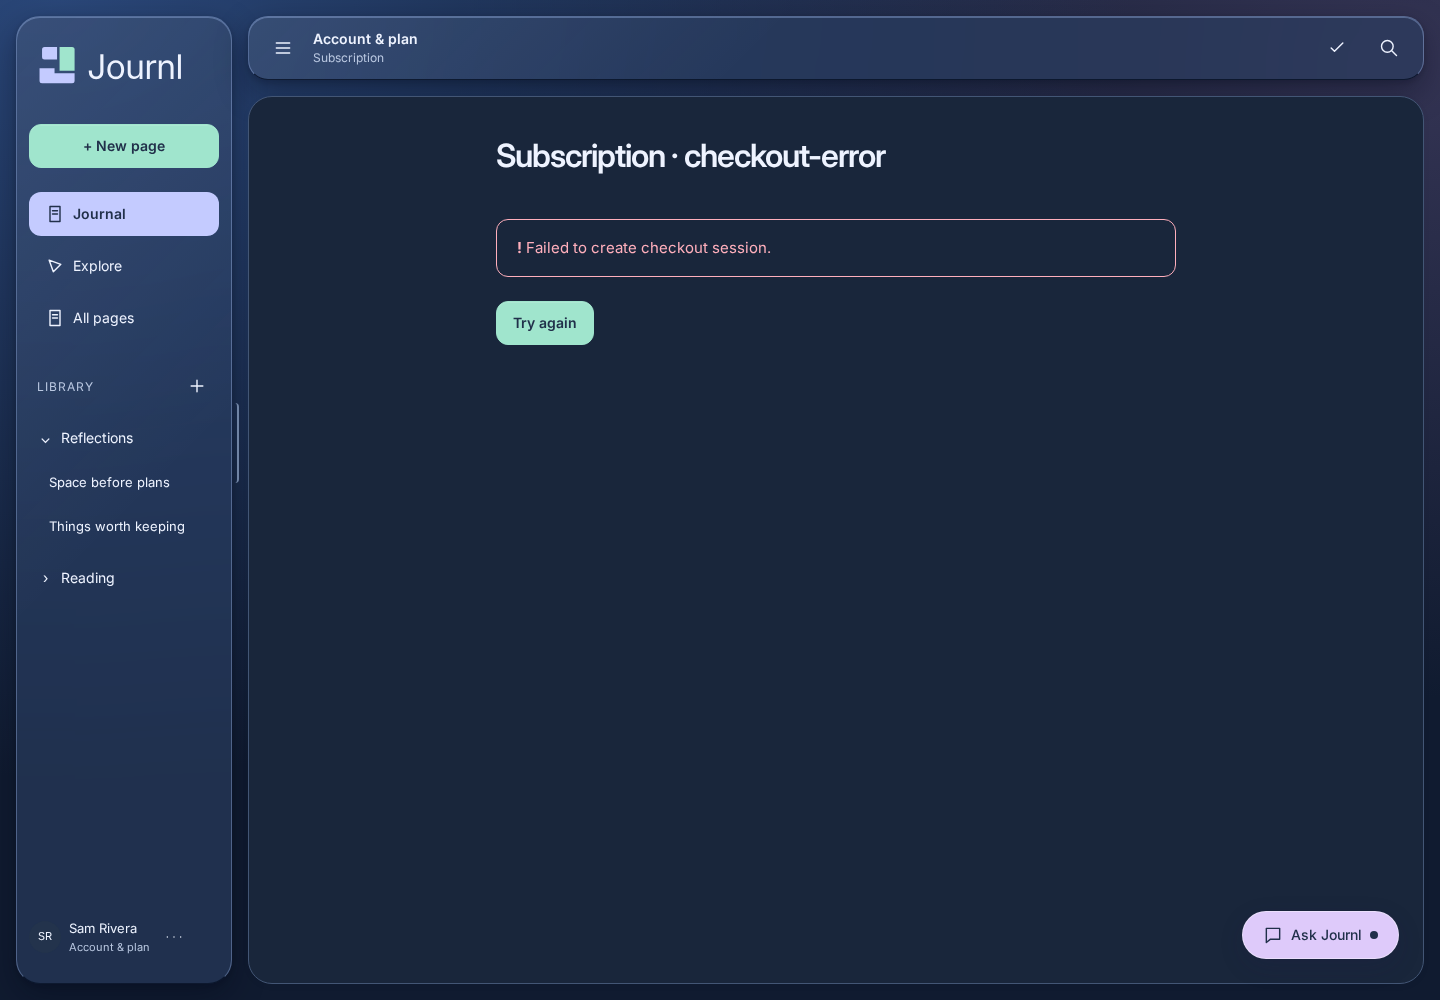 Journl
+ New page
Journal
Explore
All pages
LIBRARY
Reflections
Space before plans
Things worth keeping
Reading
SR
Sam Rivera
Account & plan
...
Account & plan
Subscription
Subscription · checkout-error
! Failed to create checkout session.
Try again
Ask Journl